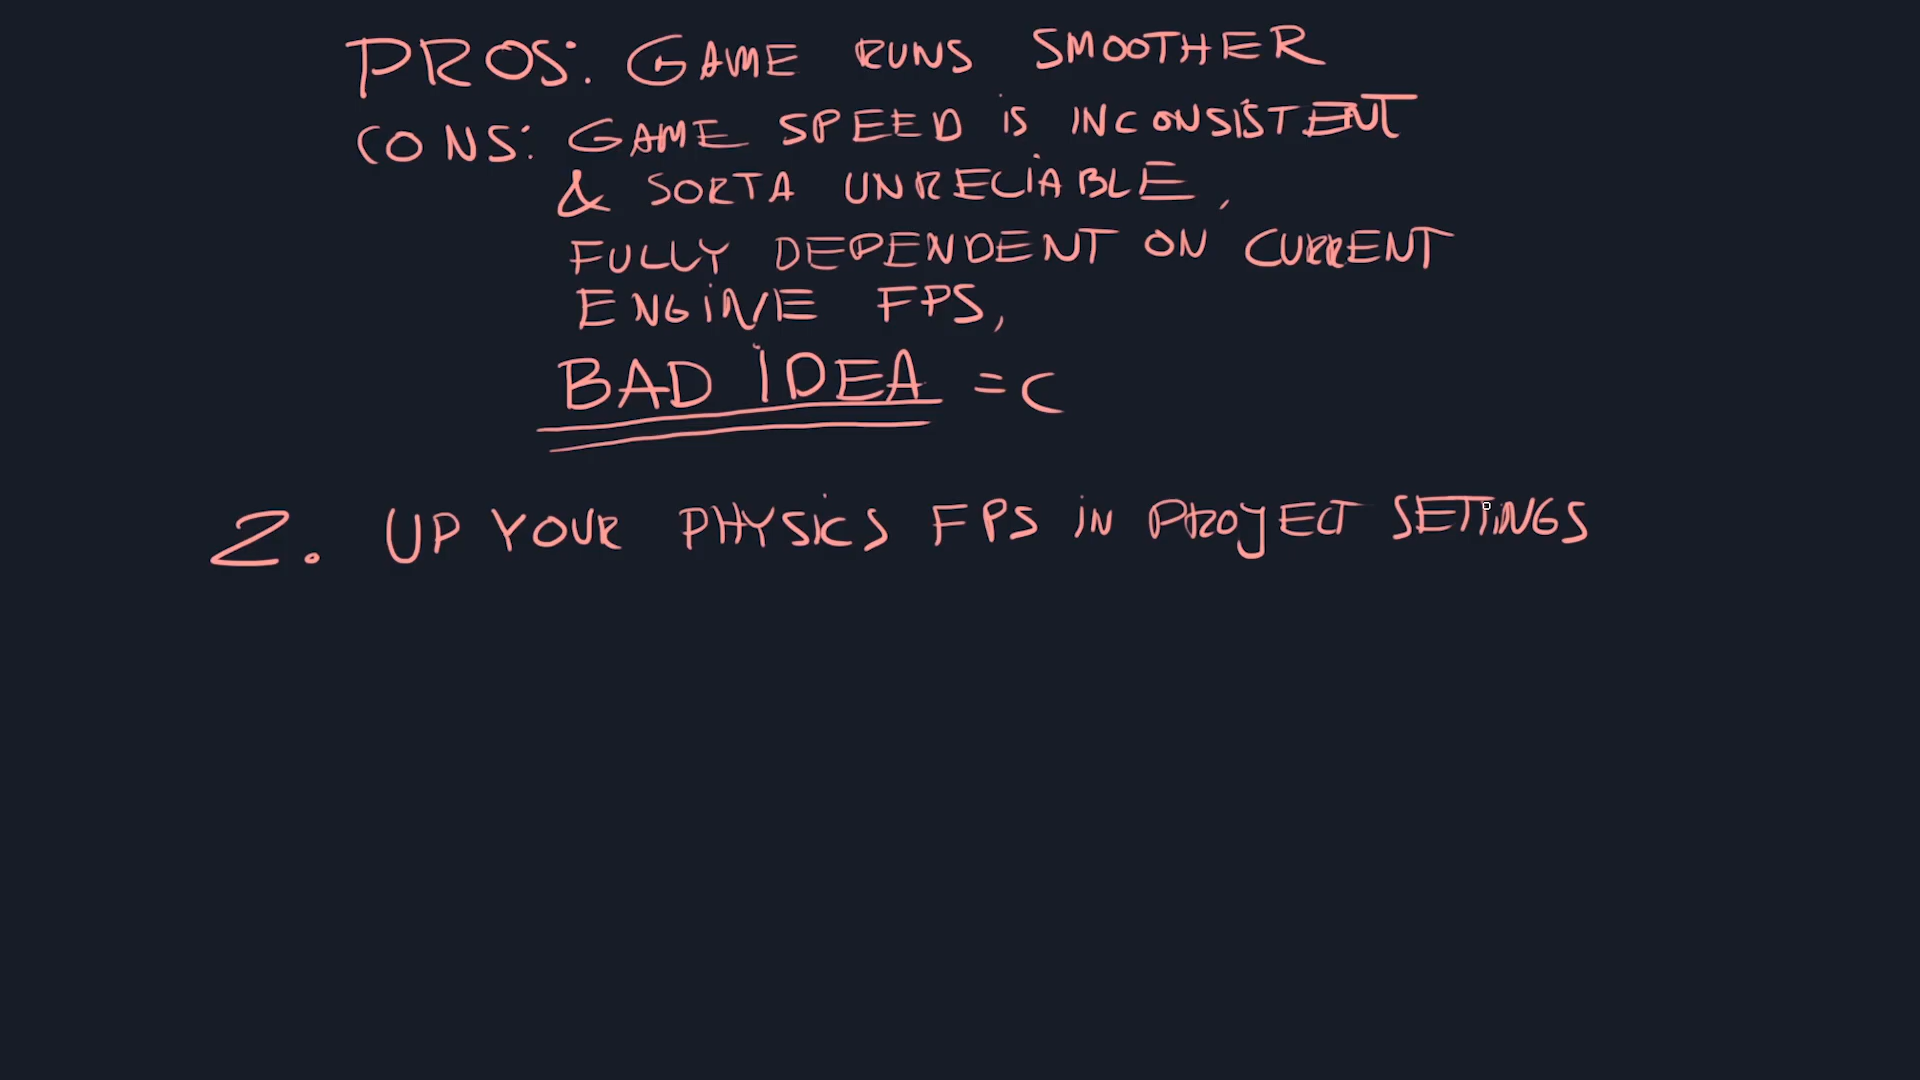 PROS: GAME RUNS SMOOTHER
CONS: GAME SPEED IS INCONSISTENT
& SORTA UNRELIABLE,
FULLY DEPENDENT ON CURRENT
ENGINE FPS,
BAD IDEA =C
2. UP YOUR PHYSICS FPS IN PROJECT SETTINGS